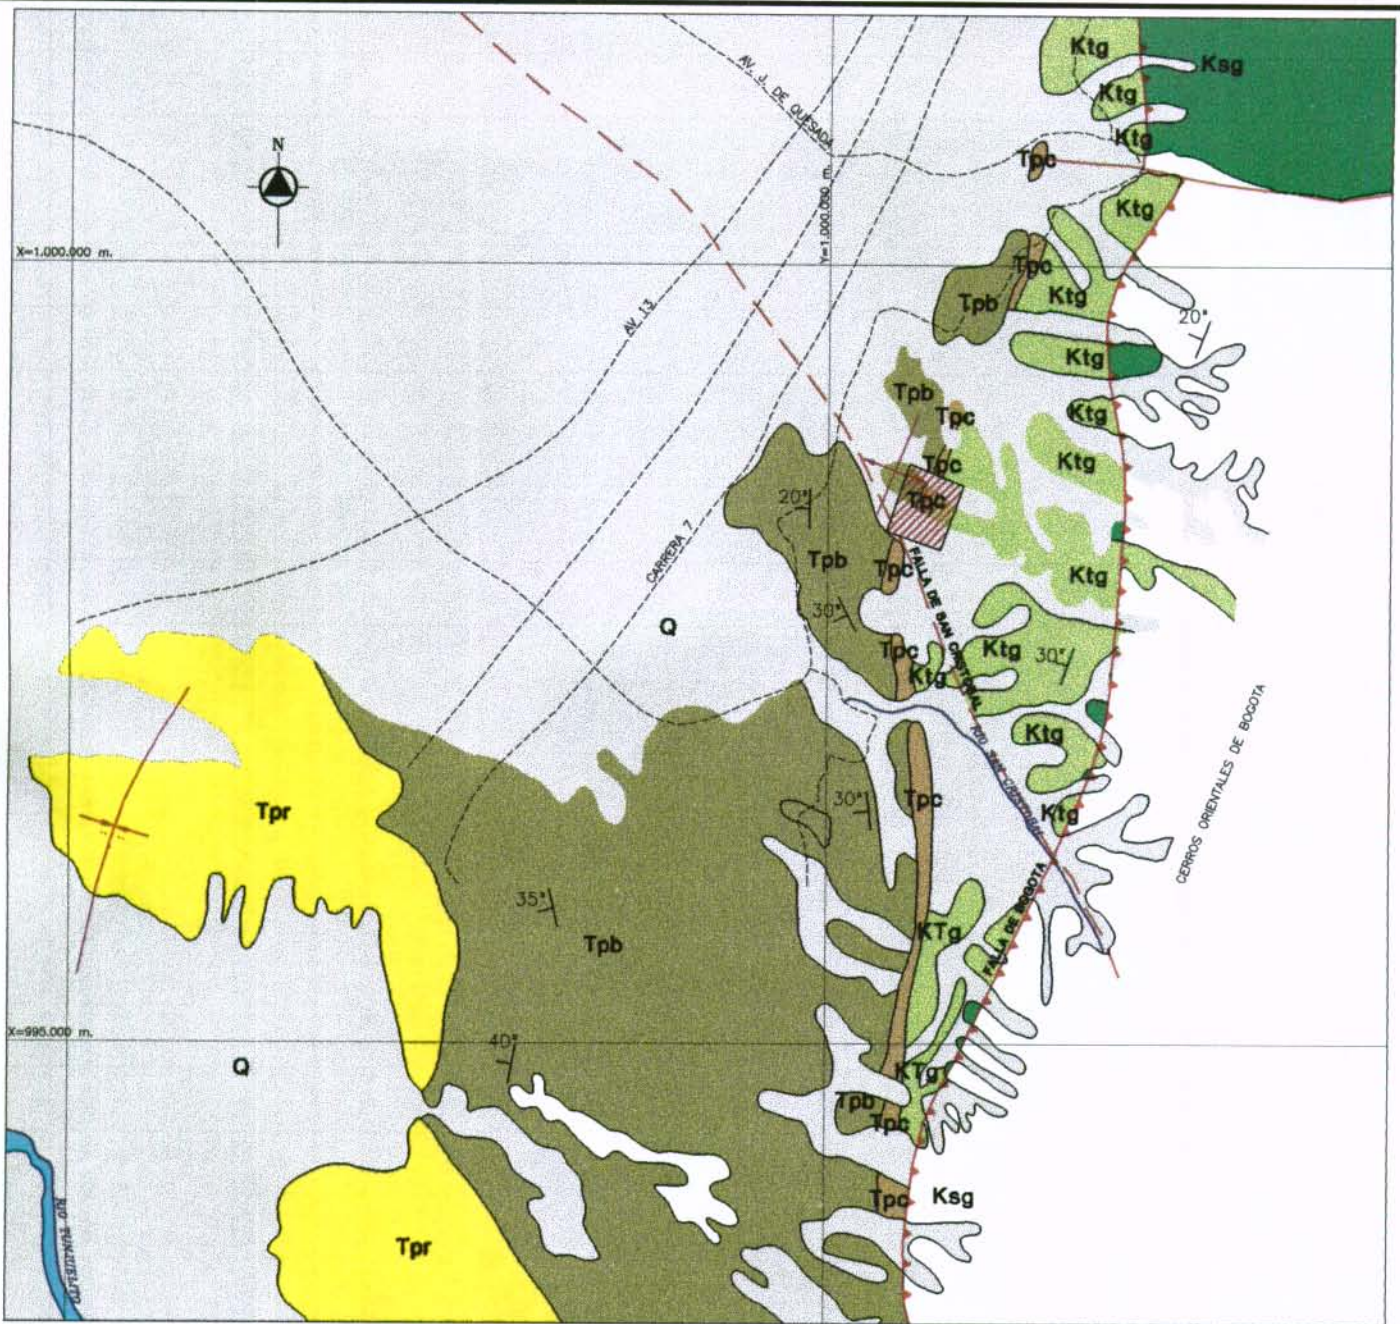 Ktg
Ksg
AV. J. DE QUESADA
Ktg
Ktg
N
Tpc
Y=1.000.000 m.
Ktg
X=1.000.000 m.
Tpc
Ktg
Tpb
AV. 13
20°
Ktg
Tpb
Tpc
Ktg
Tpc
Ktg
20°
Tpc
CARRERA 7
Tpb
Tpc
FALLA DE SAN CRISTOBAL
Ktg
30°
Q
Tpc
Ktg
Ktg
30°
CERROS ORIENTALES DE BOGOTA
Ktg
RIO SAN CRISTOBAL
Tpr
30°
Tpc
Ktg
35°
FALLA DE BOGOTA
KTg
Tpb
X=995.000 m.
40°
Q
KTg
Tpb
Tpc
Tpc
Ksg
RIO TUNJUELITO
Tpr